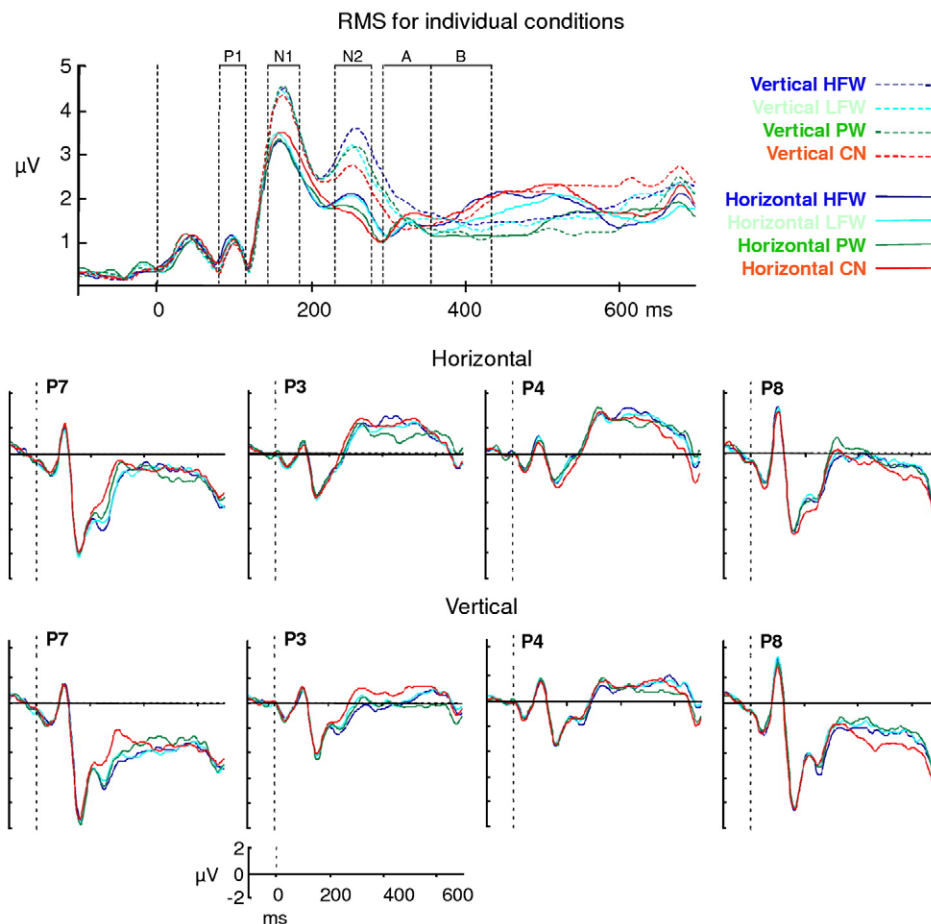 RMS for individual conditions
P1 N1 N2 A B
5
4
3
2
1
µV
0 200 400 600 ms
Vertical HFW
Vertical LFW
Vertical PW
Vertical CN
Horizontal HFW
Horizontal LFW
Horizontal PW
Horizontal CN
Horizontal
P7 P3 P4 P8
Vertical
P7 P3 P4 P8
µV
2
0
-2
0 200 400 600
ms